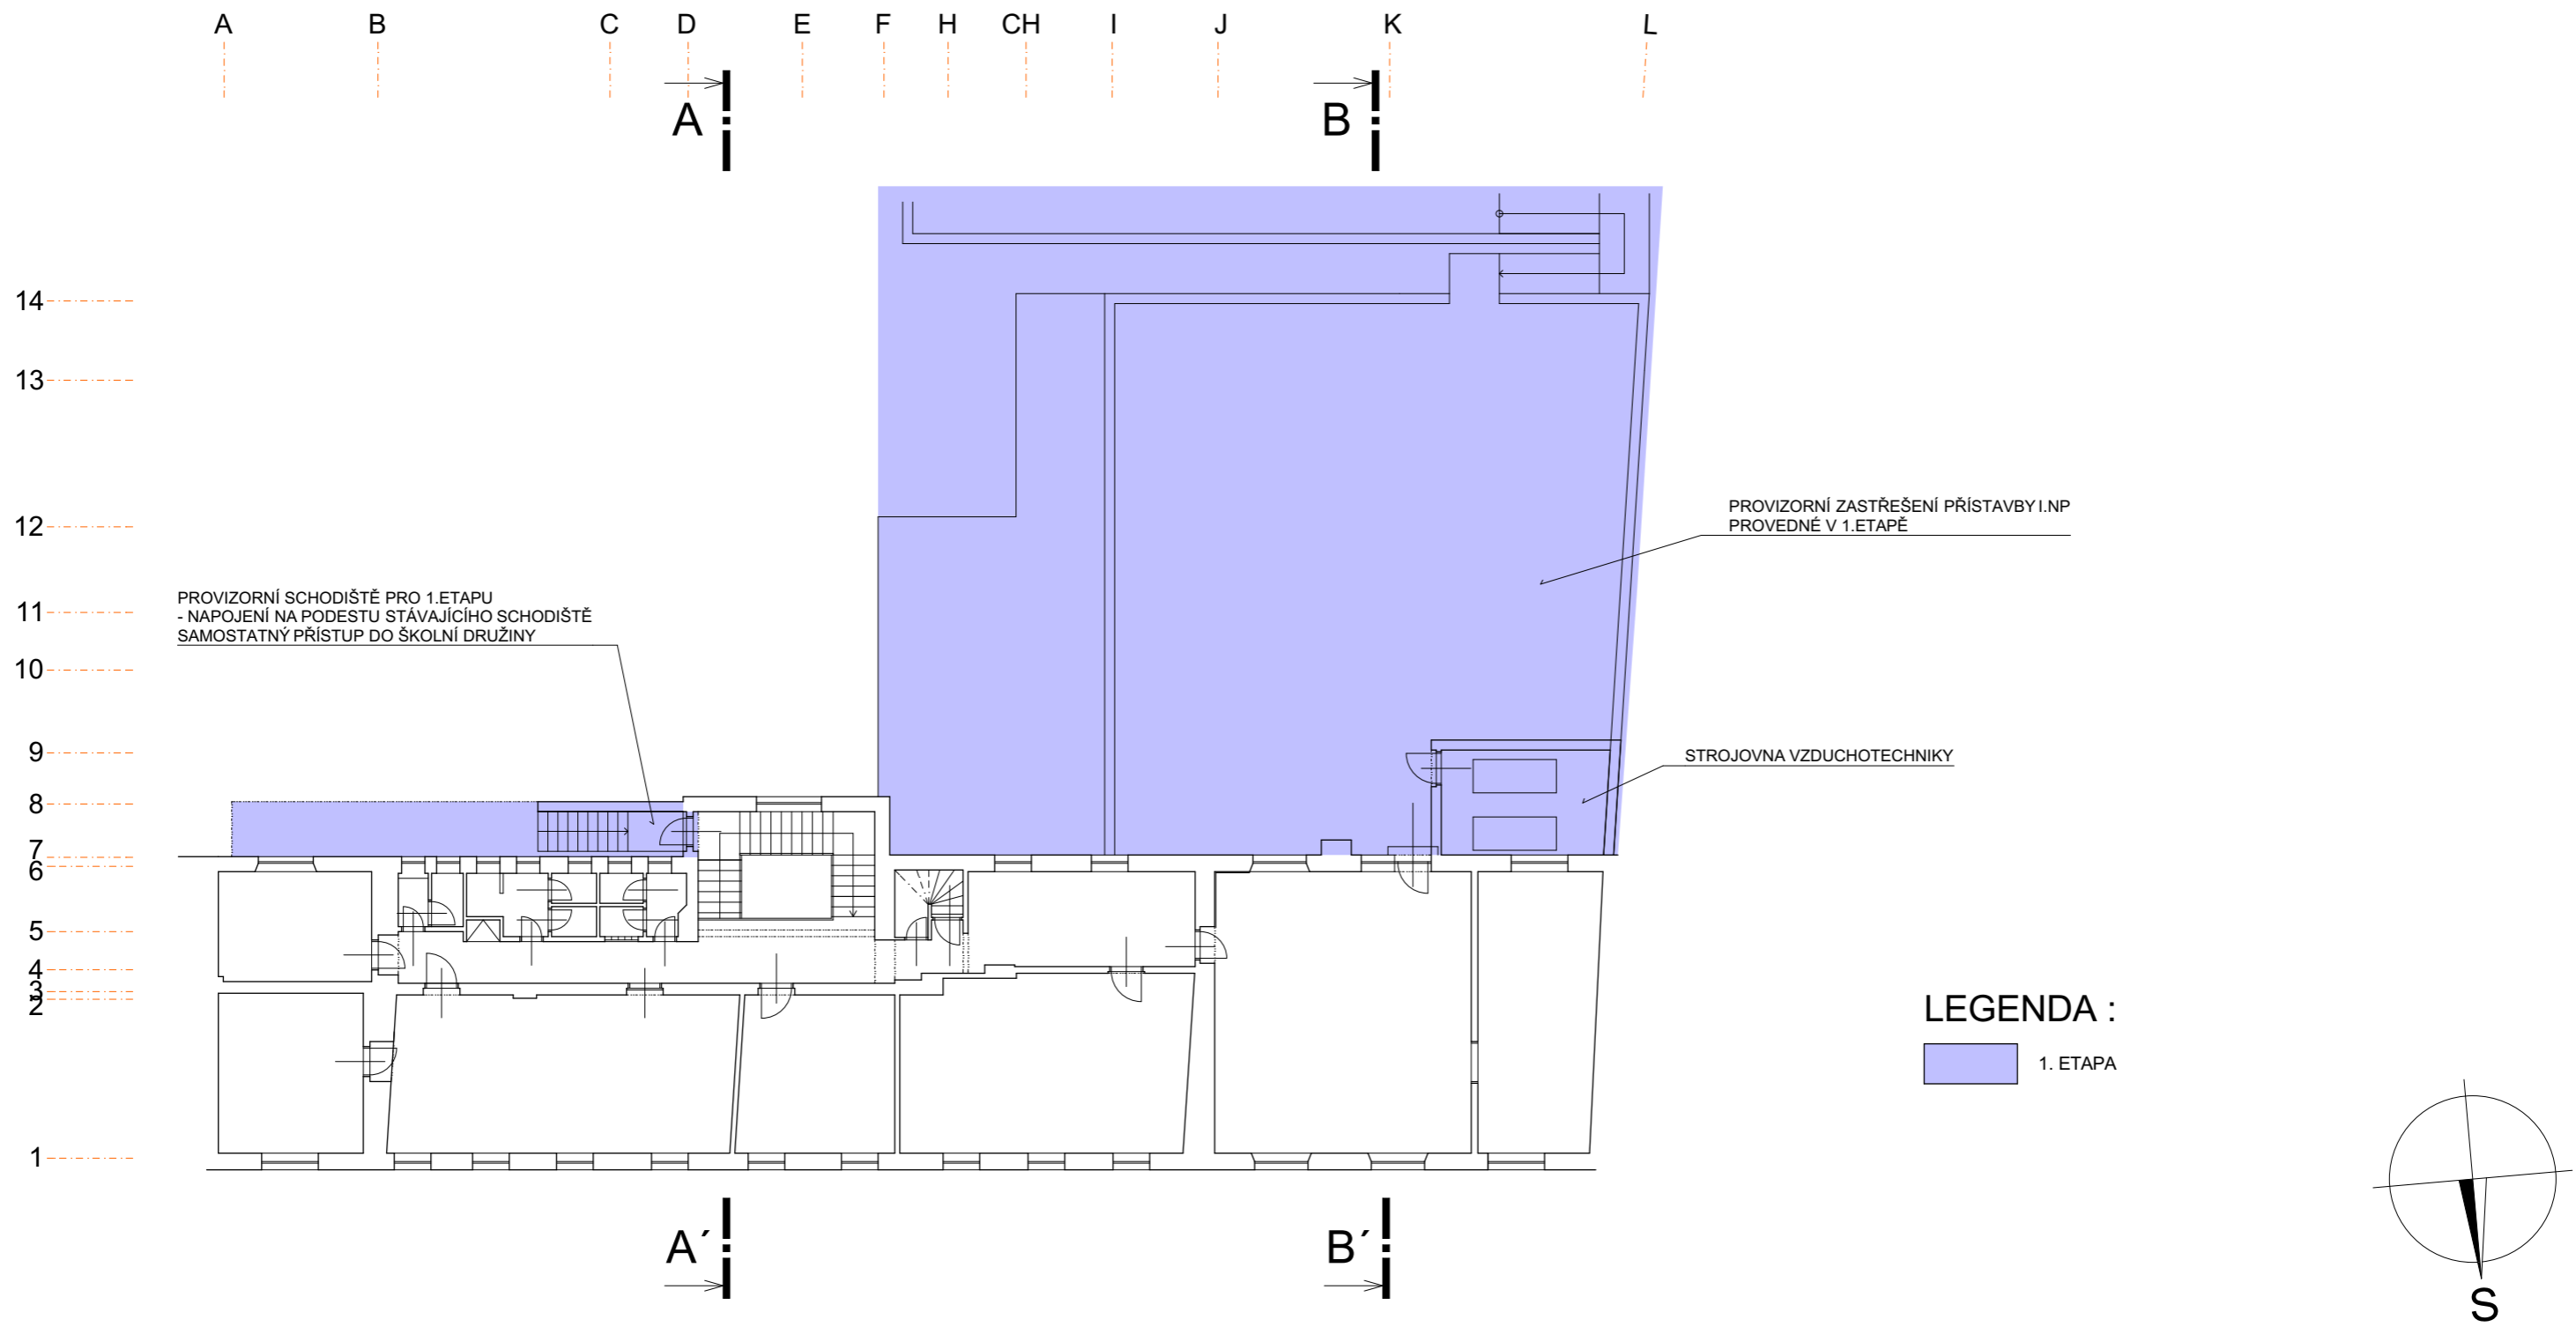 A B C D E F H CH I J K L
A B
14
13
12
11
10
9
8
7
6
5
4
3
2
1
PROVIZORNÍ ZASTŘEŠENÍ PŘÍSTAVBY I.NP
PROVEDNÉ V 1.ETAPĚ
PROVIZORNÍ SCHODIŠTĚ PRO 1.ETAPU
- NAPOJENÍ NA PODESTU STÁVAJÍCÍHO SCHODIŠTĚ
SAMOSTATNÝ PŘÍSTUP DO ŠKOLNÍ DRUŽINY
STROJOVNA VZDUCHOTECHNIKY
LEGENDA :
1. ETAPA
A´ B´
S